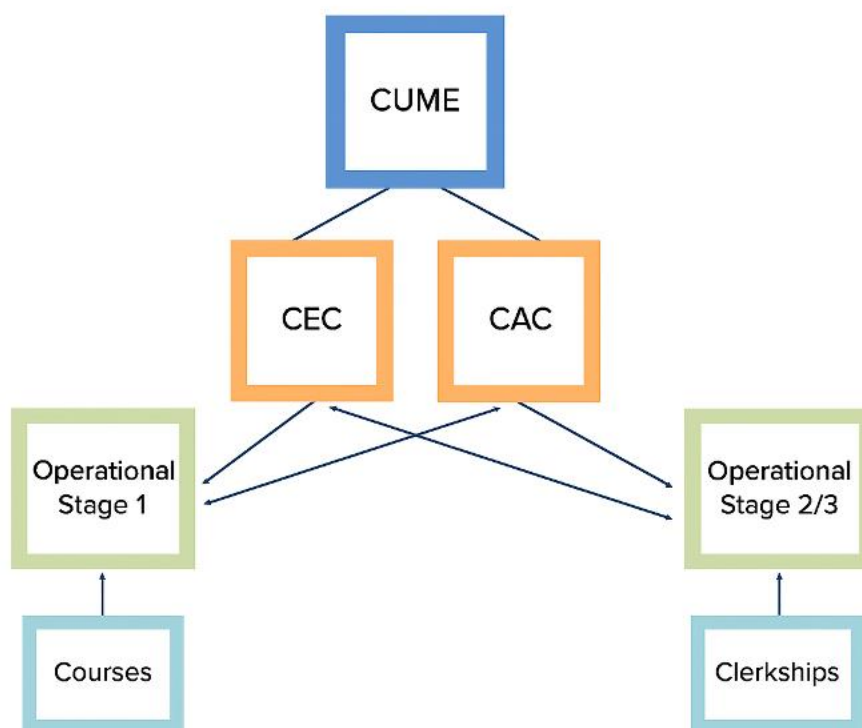 CUME
CEC
CAC
Operational
Stage 1
Operational
Stage 2/3
Courses
Clerkships